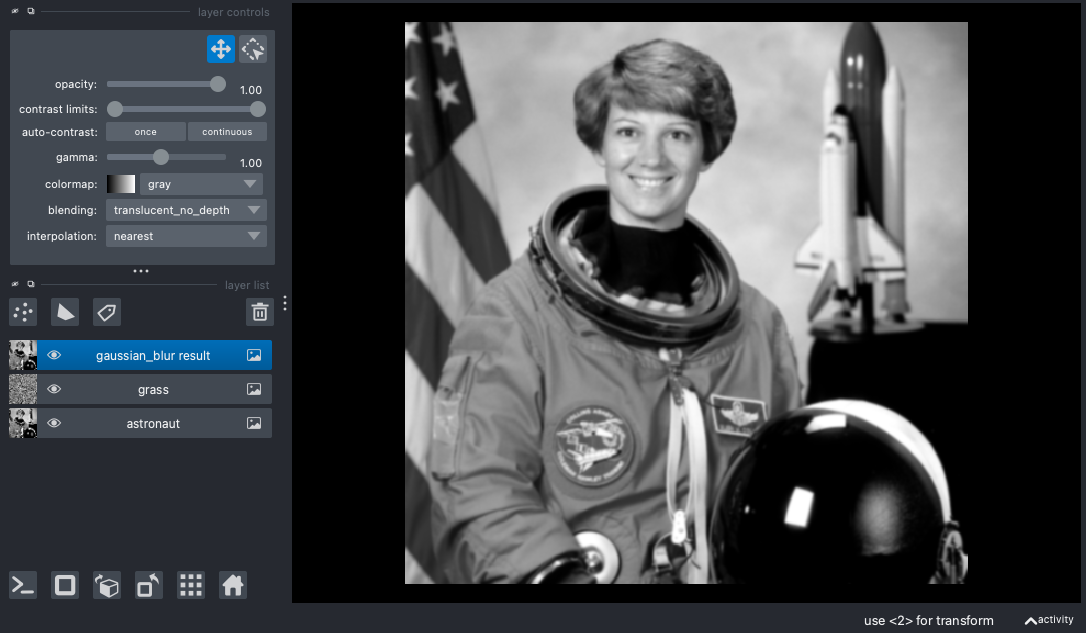 layer controls
opacity: 1.00
contrast limits:
auto-contrast: once continuous
gamma: 1.00
colormap: gray
blending: translucent_no_depth
interpolation: nearest
layer list
gaussian_blur result
grass
astronaut
use <2> for transform
activity